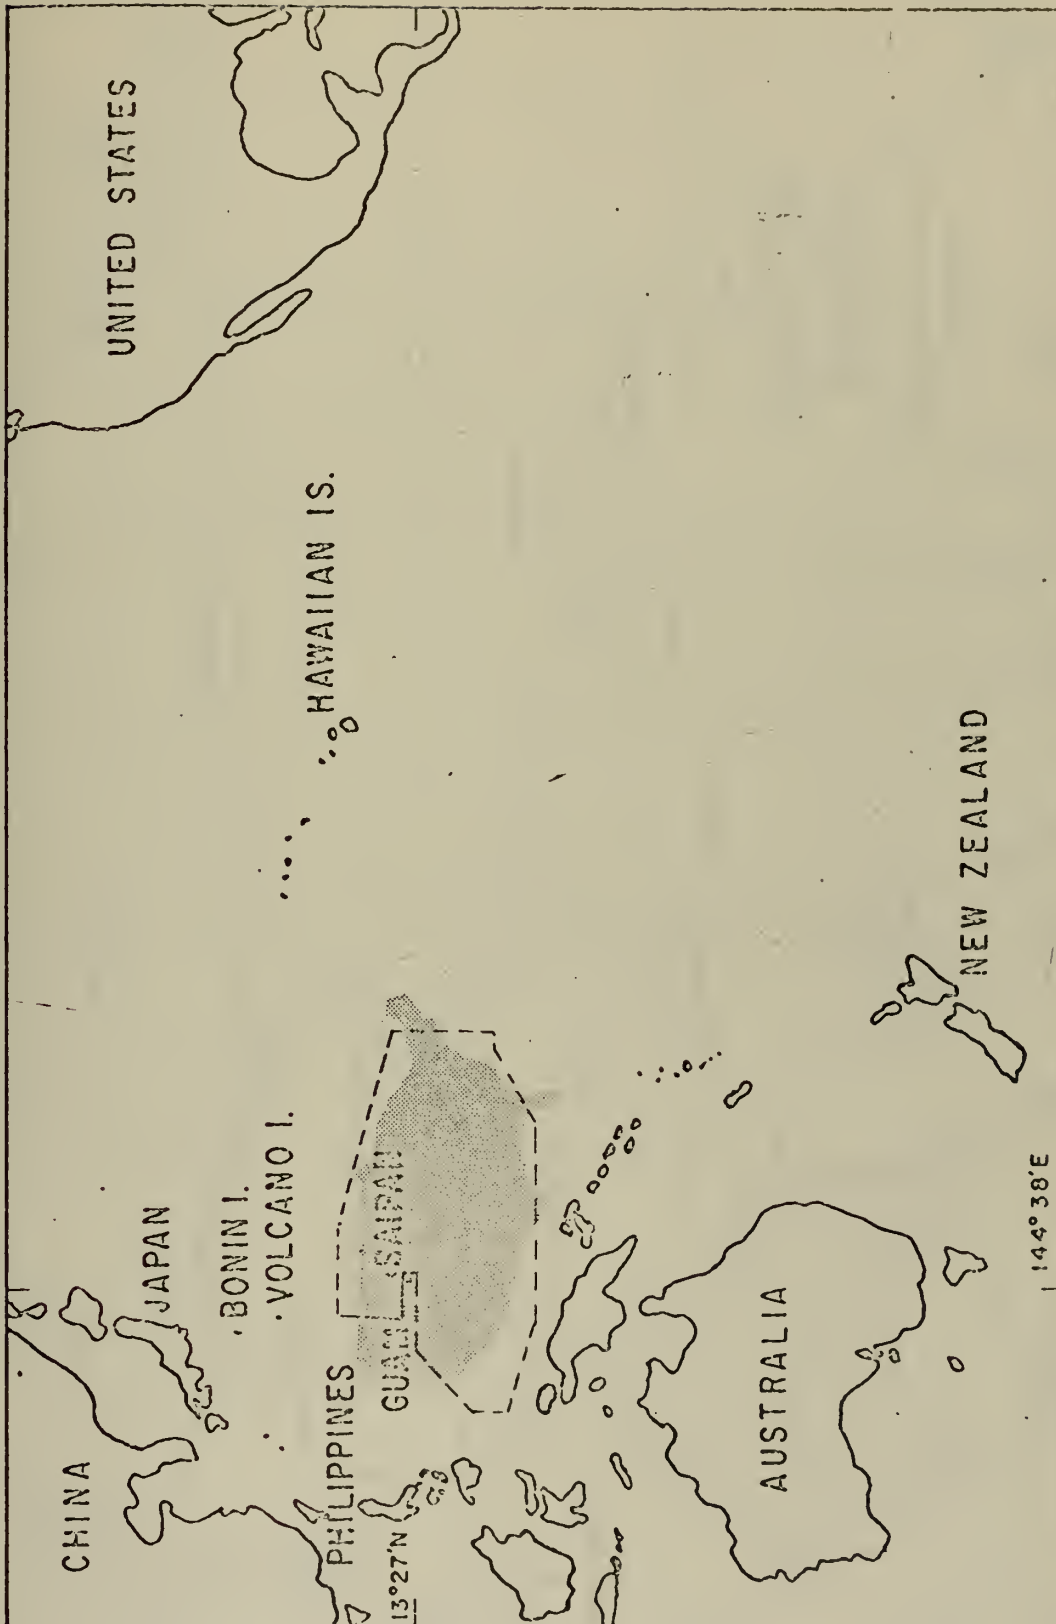 UNITED STATES
CHINA
JAPAN
BONIN I.
VOLCANO I.
HAWAIIAN IS.
PHILIPPINES
GUAM
SAIPAN
13°27'N
AUSTRALIA
NEW ZEALAND
144°38'E